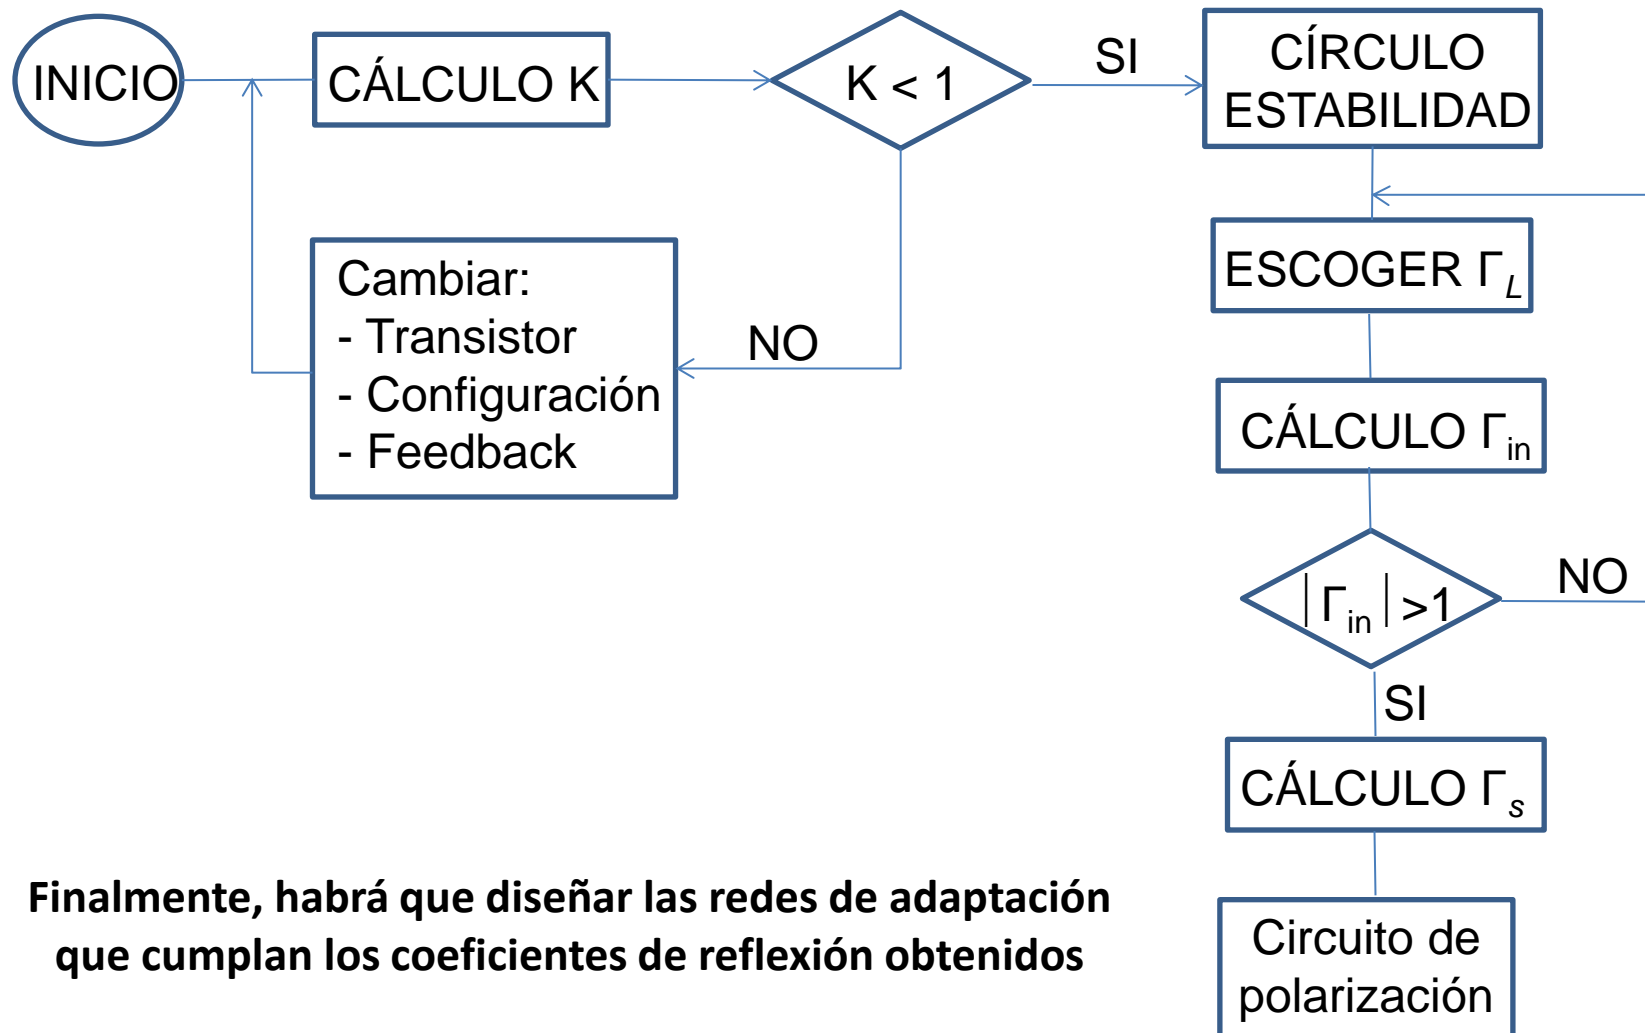 INICIO
CÁLCULO K
K < 1
SI
CÍRCULO
ESTABILIDAD
NO
Cambiar:
- Transistor
- Configuración
- Feedback
ESCOGER ΓL
CÁLCULO Γin
|Γin| >1
NO
SI
CÁLCULO Γs
Circuito de
polarización
Finalmente, habrá que diseñar las redes de adaptación
que cumplan los coeficientes de reflexión obtenidos